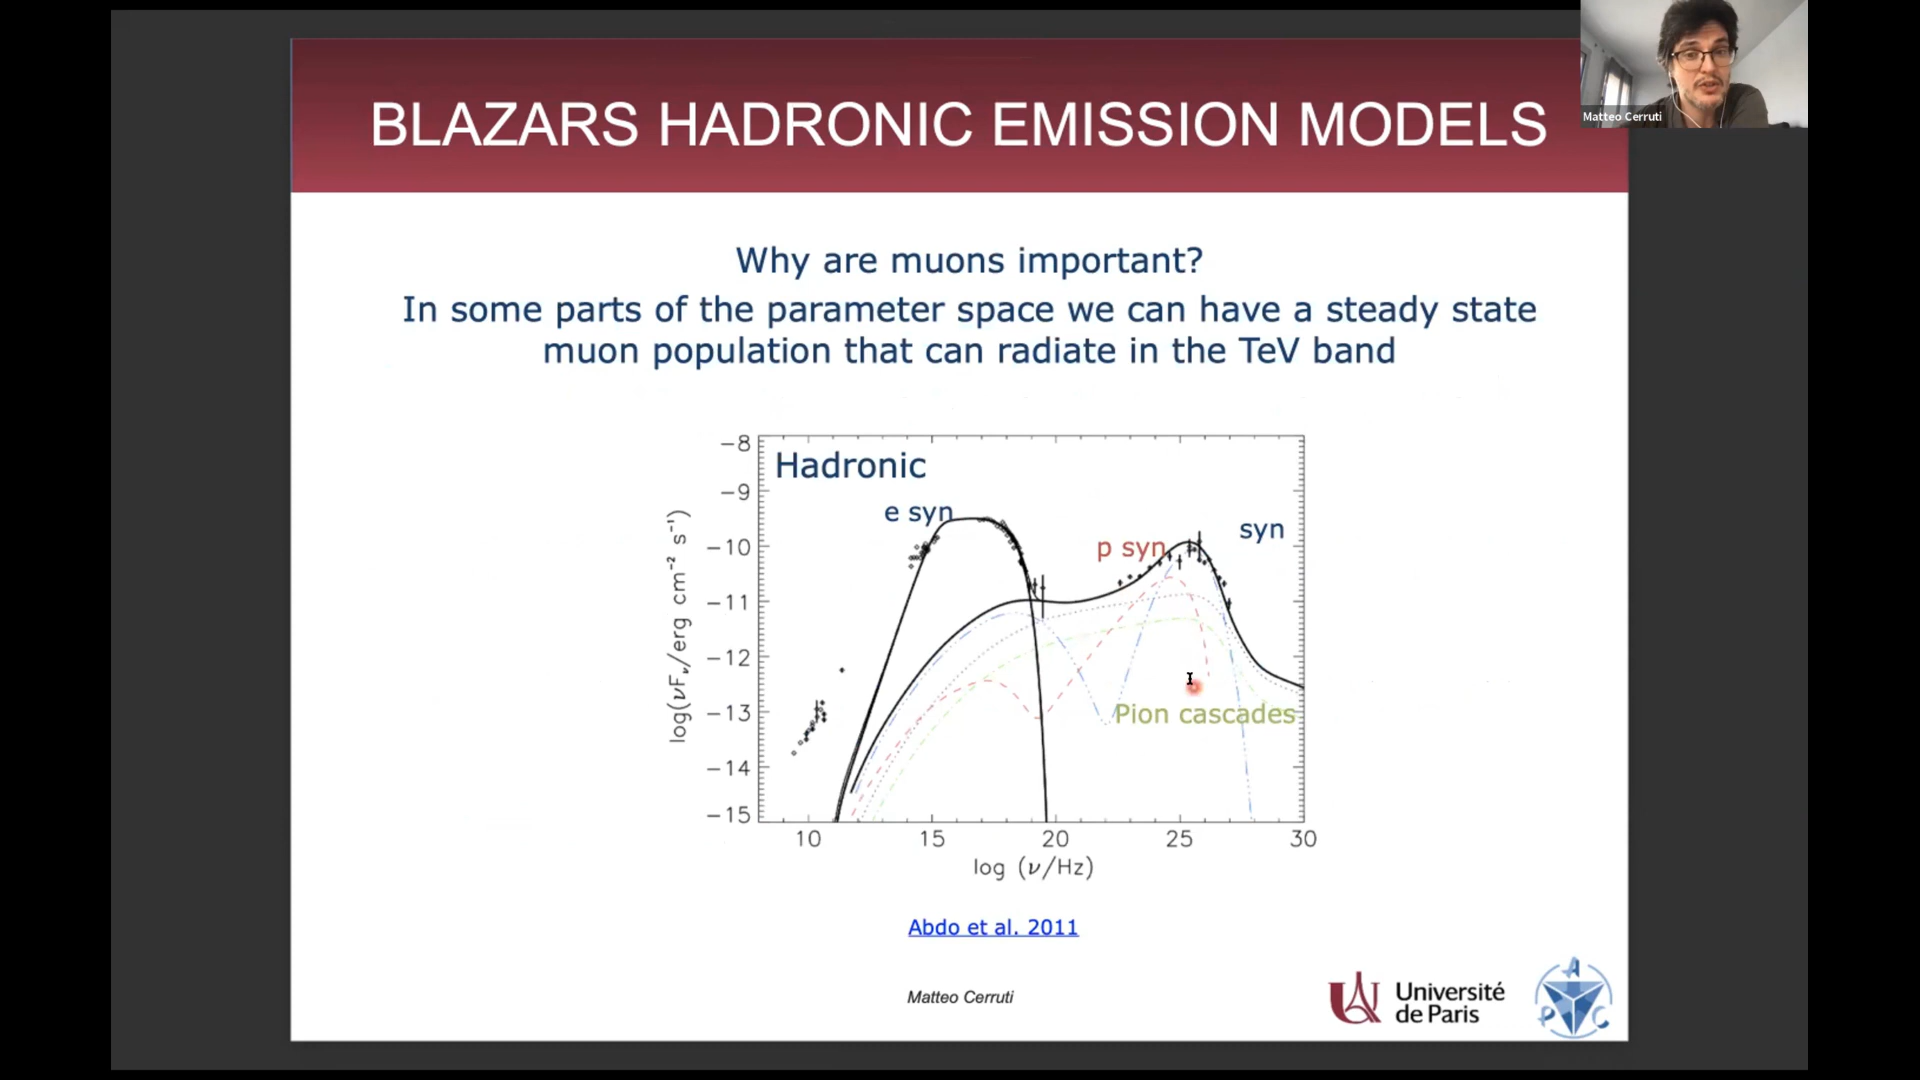 BLAZARS HADRONIC EMISSION MODELS
Matteo Cerruti
Why are muons important?
In some parts of the parameter space we can have a steady state
muon population that can radiate in the TeV band
Hadronic
e syn
p syn
syn
Pion cascades
log(νFᵥ/erg cm⁻² s⁻¹)
−8
−9
−10
−11
−12
−13
−14
−15
10 15 20 25 30
log (ν/Hz)
Abdo et al. 2011
Matteo Cerruti
Université
de Paris
A
P C